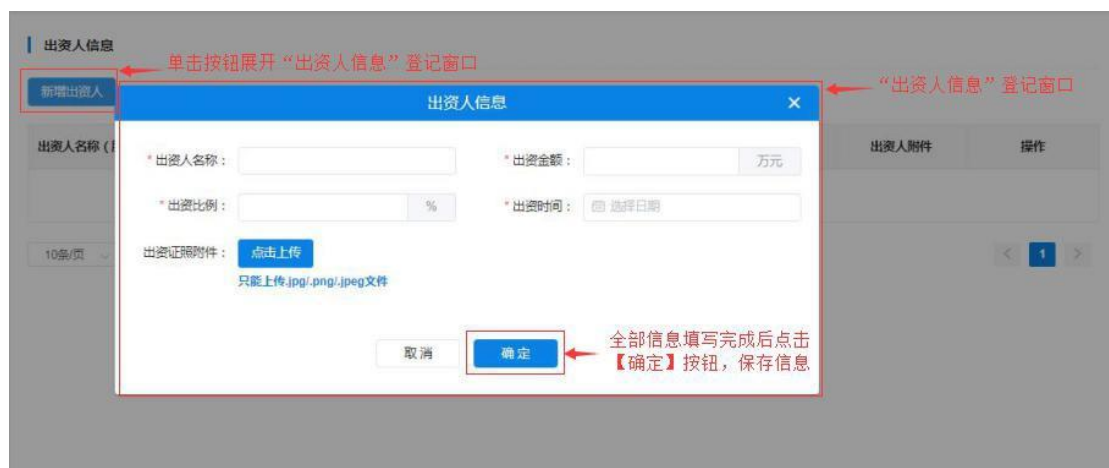 出资人信息
单击按钮展开“出资人信息”登记窗口
新增出资人
“出资人信息”登记窗口
出资人信息
出资人名称（
出资人附件
操作
*出资人名称：
*出资金额：
万元
*出资比例：
%
*出资时间：
选择日期
10条/页
出资证照附件：
点击上传
1
只能上传.jpg/.png/.jpeg文件
取消
确定
全部信息填写完成后点击
【确定】按钮，保存信息